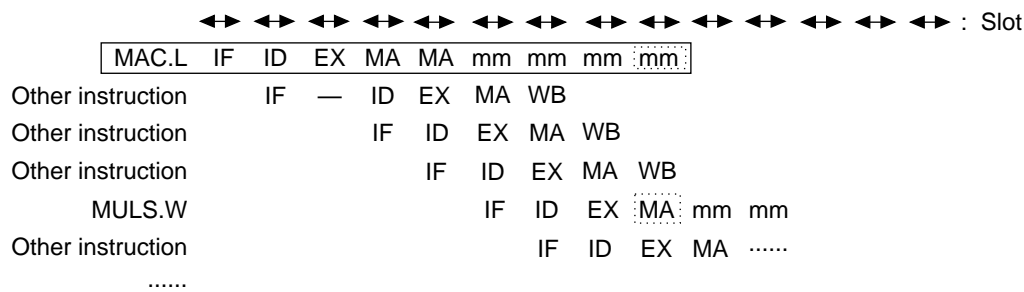 : Slot
MAC.L IF ID EX MA MA mm mm mm mm
Other instruction IF — ID EX MA WB
Other instruction IF ID EX MA WB
Other instruction IF ID EX MA WB
MULS.W IF ID EX MA mm mm
Other instruction IF ID EX MA ······
······